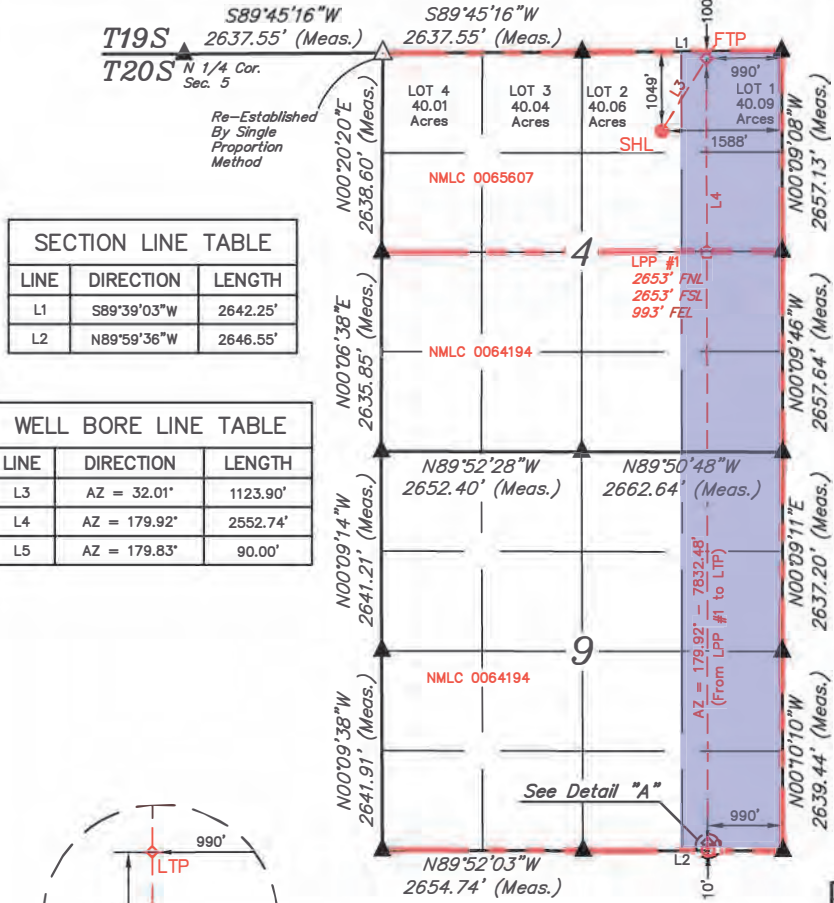 S89°45'16"W
2637.55' (Meas.)
S89°45'16"W
2637.55' (Meas.)
T19S
T20S
N 1/4 Cor.
Sec. 5
Re-Established
By Single
Proportion
Method
L1
FTP
100'
990'
LOT 4
40.01
Acres
LOT 3
40.04
Acres
LOT 2
40.06
Acres
LOT 1
40.09
Acres
1049'
L3
SHL
1588'
N00°20'20"E
2638.60' (Meas.)
N00°09'08"W
2657.13' (Meas.)
NMLC 0065607
L4
4
LPP #1
2653' FNL
2653' FSL
993' FEL
SECTION LINE TABLE
LINE DIRECTION LENGTH
L1 S89°39'03"W 2642.25'
L2 N89°59'36"W 2646.55'
N00°06'38"E
2635.85' (Meas.)
N00°09'46"W
2657.64' (Meas.)
NMLC 0064194
WELL BORE LINE TABLE
LINE DIRECTION LENGTH
L3 AZ = 32.01° 1123.90'
L4 AZ = 179.92° 2552.74'
L5 AZ = 179.83° 90.00'
N89°52'28"W
2652.40' (Meas.)
N89°50'48"W
2662.64' (Meas.)
N00°09'14"W
2641.21' (Meas.)
N00°09'11"E
2637.20' (Meas.)
9
AZ = 179.92° - 7832.48'
(From LPP #1 to LTP)
NMLC 0064194
N00°09'38"W
2641.91' (Meas.)
N00°10'10"W
2639.44' (Meas.)
See Detail "A"
990'
L2
10'
N89°52'03"W
2654.74' (Meas.)
990'
LTP